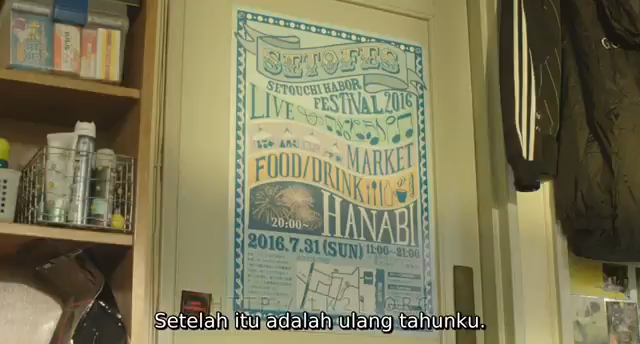 SETOFES
SETOUCHI HABOR
FESTIVAL 2016
LIVE
MARKET
FOOD/DRINK
20:00~
HANABI
2016.7.31(SUN) 11:00~21:00
Setelah itu adalah ulang tahunku.